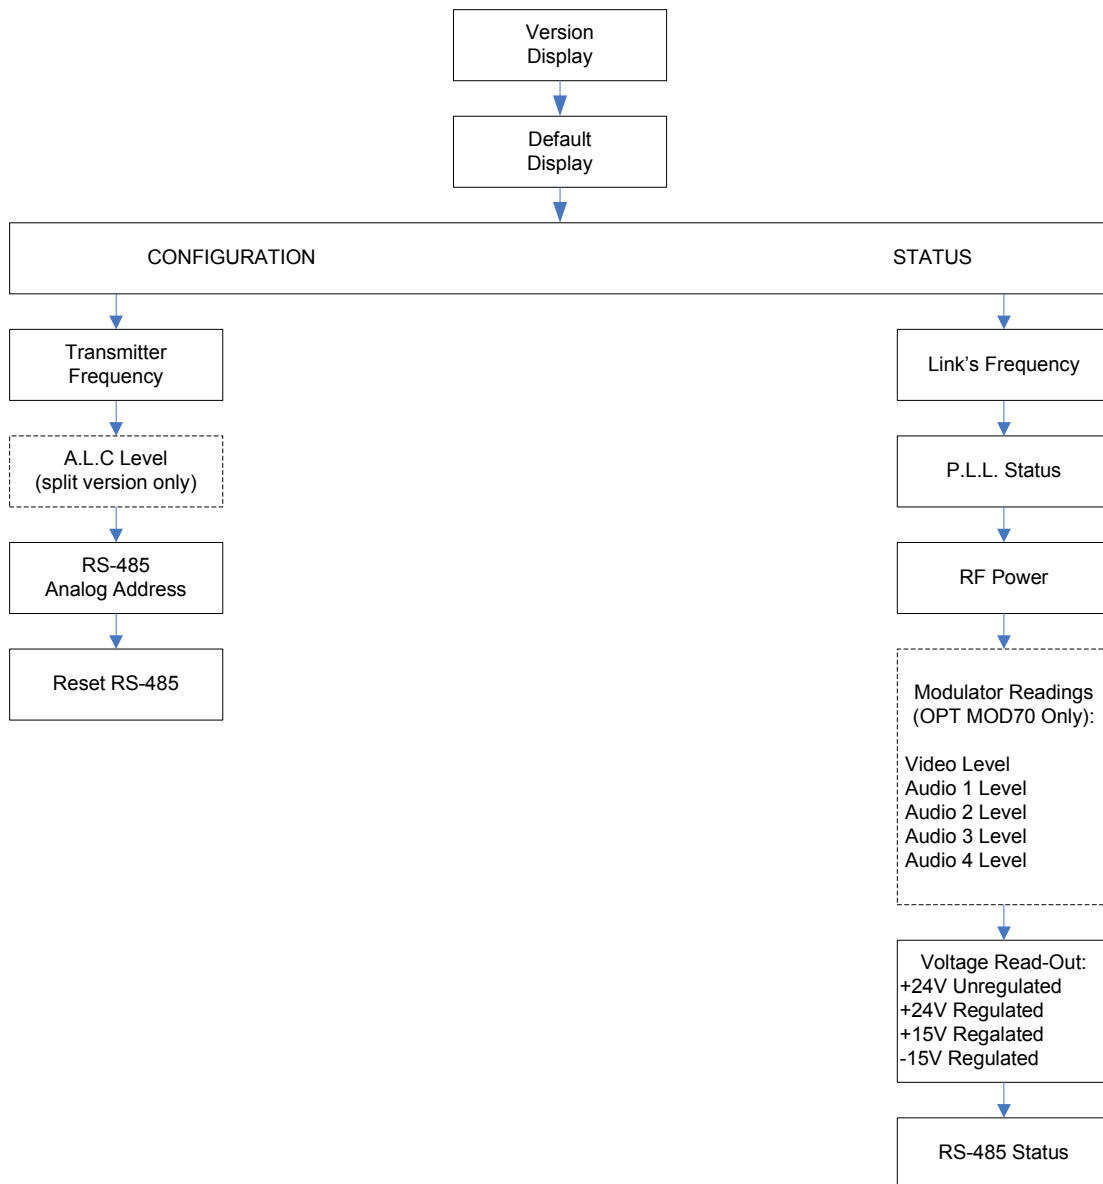 Version
Display
Default
Display
CONFIGURATION
STATUS
Transmitter
Frequency
A.L.C Level
(split version only)
RS-485
Analog Address
Reset RS-485
Link's Frequency
P.L.L. Status
RF Power
Modulator Readings
(OPT MOD70 Only):
Video Level
Audio 1 Level
Audio 2 Level
Audio 3 Level
Audio 4 Level
Voltage Read-Out:
+24V Unregulated
+24V Regulated
+15V Regalated
-15V Regulated
RS-485 Status